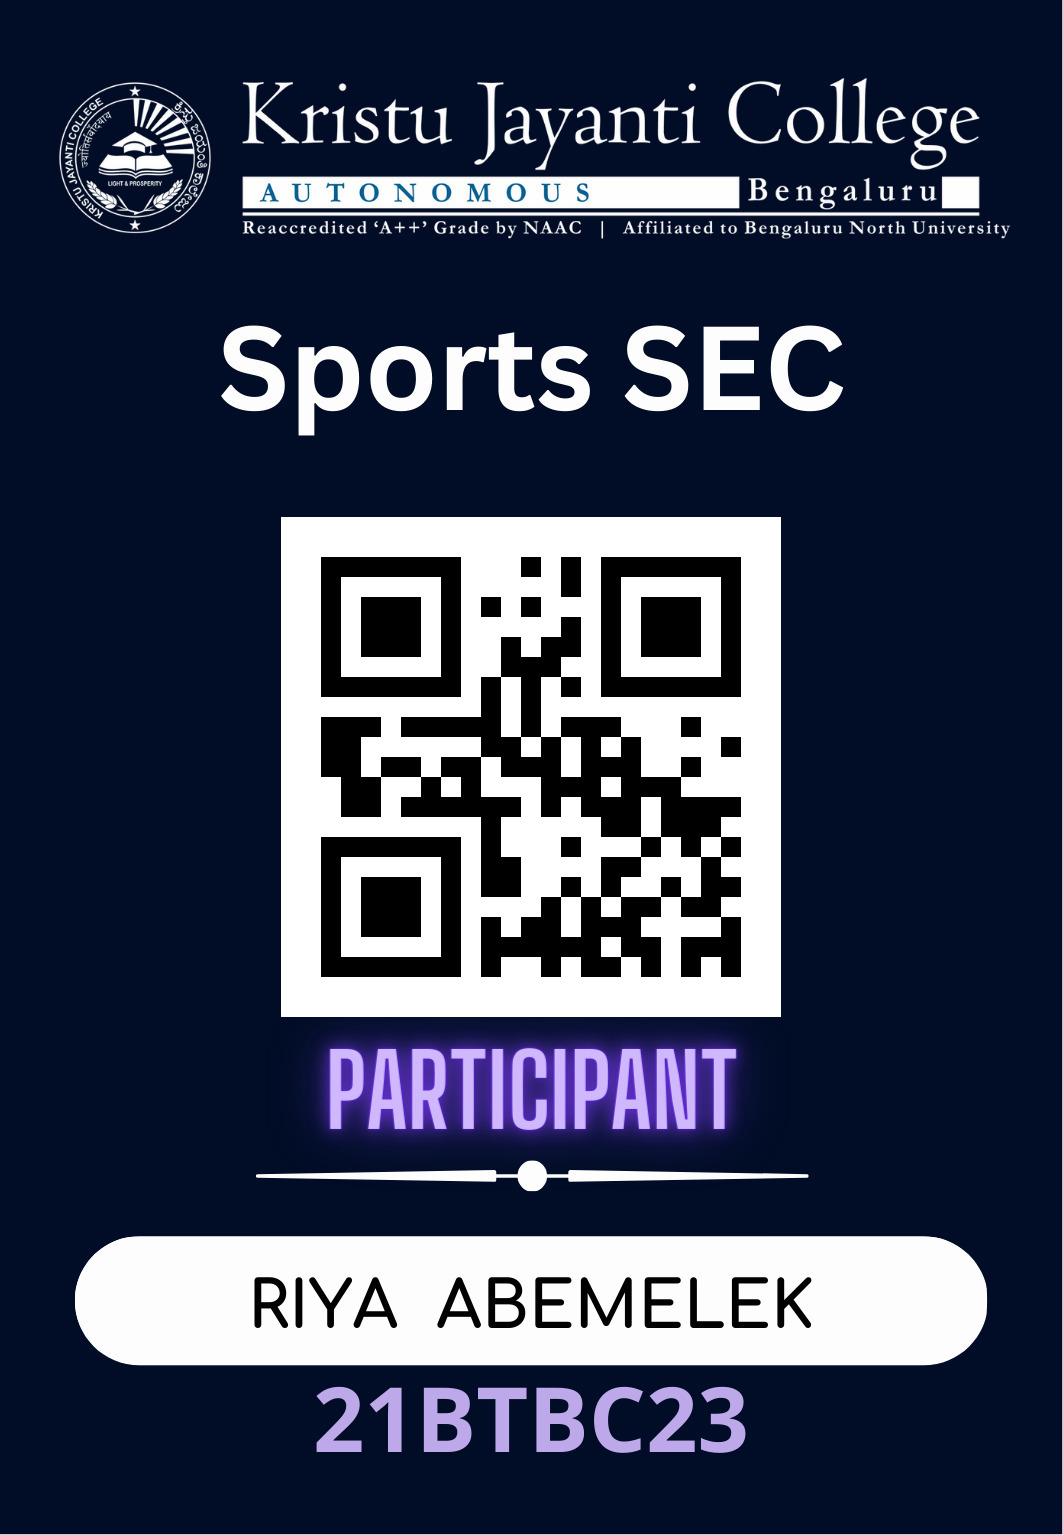 KRISTU JAYANTI COLLEGE
ಕ್ರಿಸ್ತು ಜಯಂತಿ ಕಾಲೇಜು
LIGHT & PROSPERITY
Kristu Jayanti College
AUTONOMOUS Bengaluru
Reaccredited ‘A++’ Grade by NAAC | Affiliated to Bengaluru North University
Sports SEC
PARTICIPANT
RIYA ABEMELEK
21BTBC23